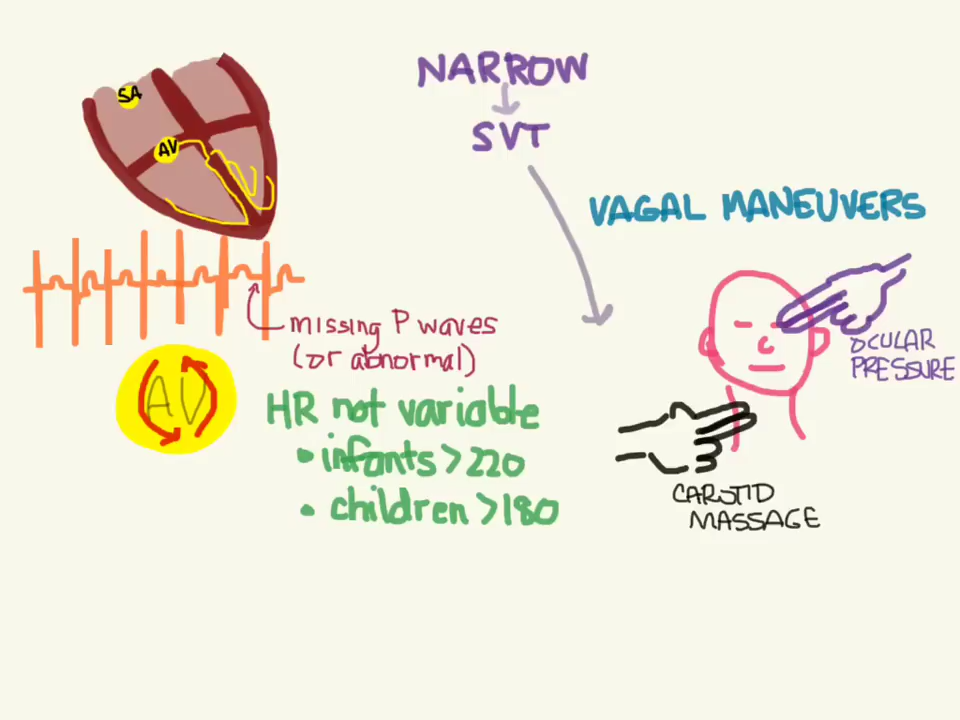 NARROW
SVT
SA
AV
VAGAL MANEUVERS
missing P waves
(or abnormal)
OCULAR
PRESSURE
AV
HR not variable
• infants > 220
• children > 180
CAROTID
MASSAGE